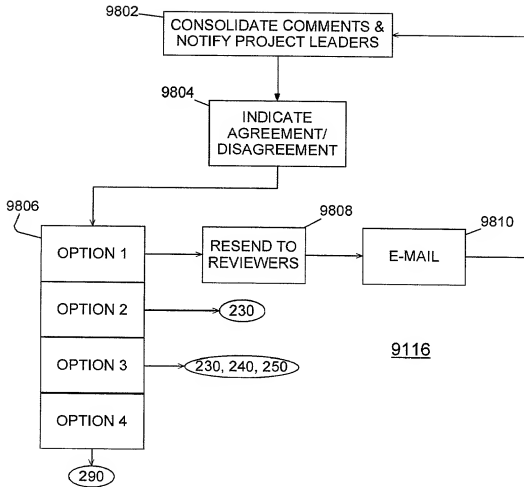 9802
CONSOLIDATE COMMENTS &
NOTIFY PROJECT LEADERS
9804
INDICATE
AGREEMENT/
DISAGREEMENT
9806
OPTION 1
9808
RESEND TO
REVIEWERS
9810
E-MAIL
OPTION 2
230
OPTION 3
230, 240, 250
9116
OPTION 4
290